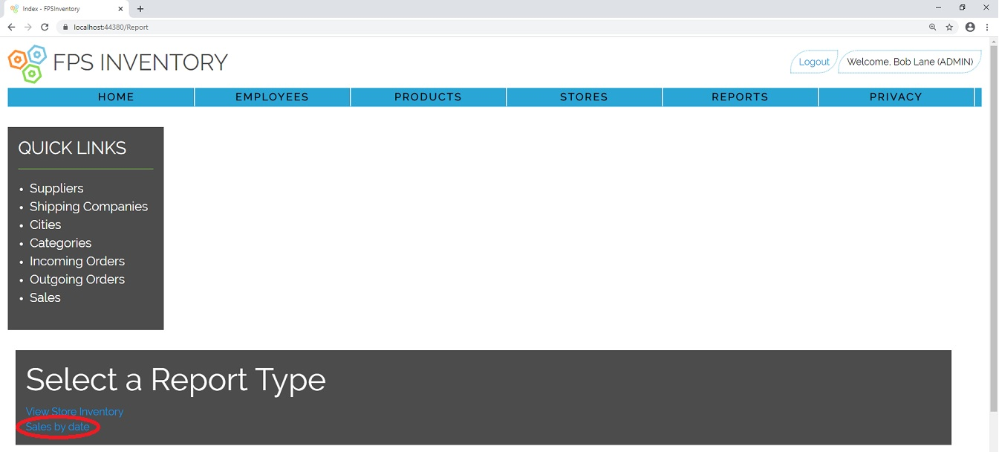 Index - FPSInventory
localhost:44380/Report
FPS INVENTORY
Logout
Welcome, Bob Lane (ADMIN)
HOME EMPLOYEES PRODUCTS STORES REPORTS PRIVACY
QUICK LINKS
• Suppliers
• Shipping Companies
• Cities
• Categories
• Incoming Orders
• Outgoing Orders
• Sales
Select a Report Type
View Store Inventory
Sales by date